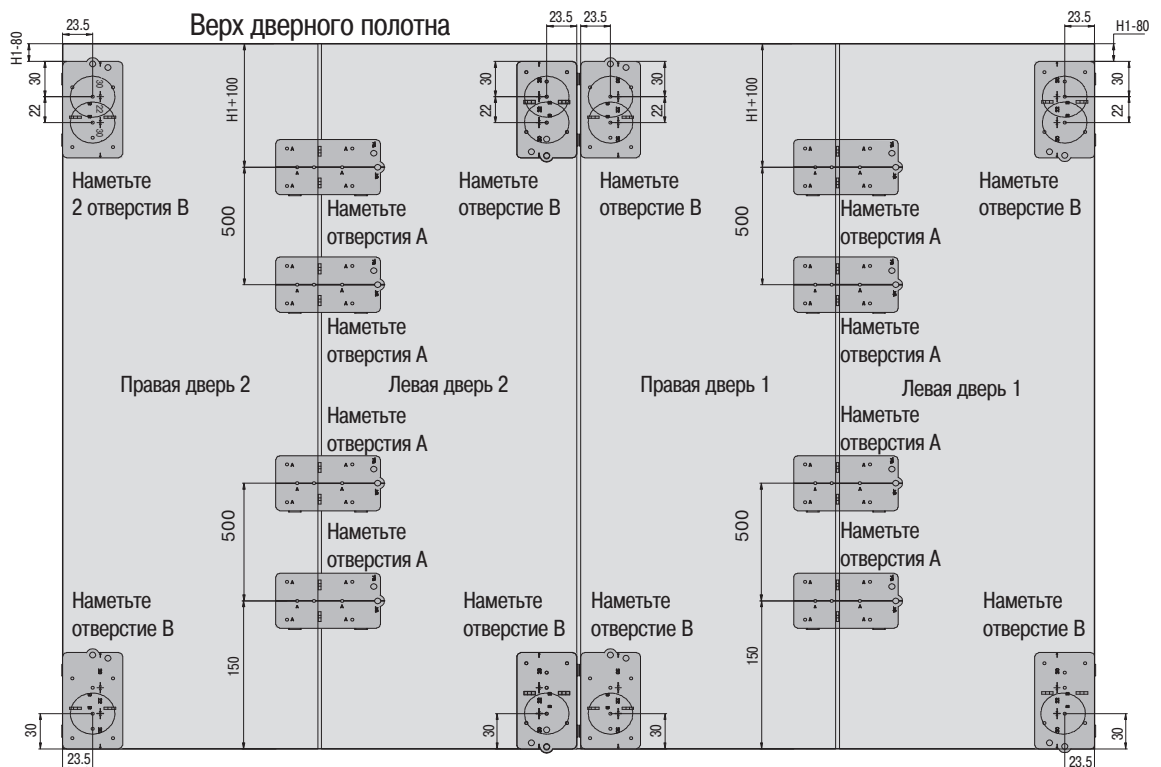 Верх дверного полотна
23.5
23.5
23.5
23.5
H1-80
H1-80
30
22
H1+100
30
22
30
22
H1+100
30
22
Наметьте
2 отверстия В
Наметьте
отверстие В
Наметьте
отверстие В
Наметьте
отверстие В
500
Наметьте
отверстия А
500
Наметьте
отверстия А
Наметьте
отверстия А
Наметьте
отверстия А
Правая дверь 2
Левая дверь 2
Правая дверь 1
Левая дверь 1
Наметьте
отверстия А
Наметьте
отверстия А
500
Наметьте
отверстия А
500
Наметьте
отверстия А
Наметьте
отверстие В
Наметьте
отверстие В
Наметьте
отверстие В
Наметьте
отверстие В
150
150
30
30
30
30
23.5
23.5